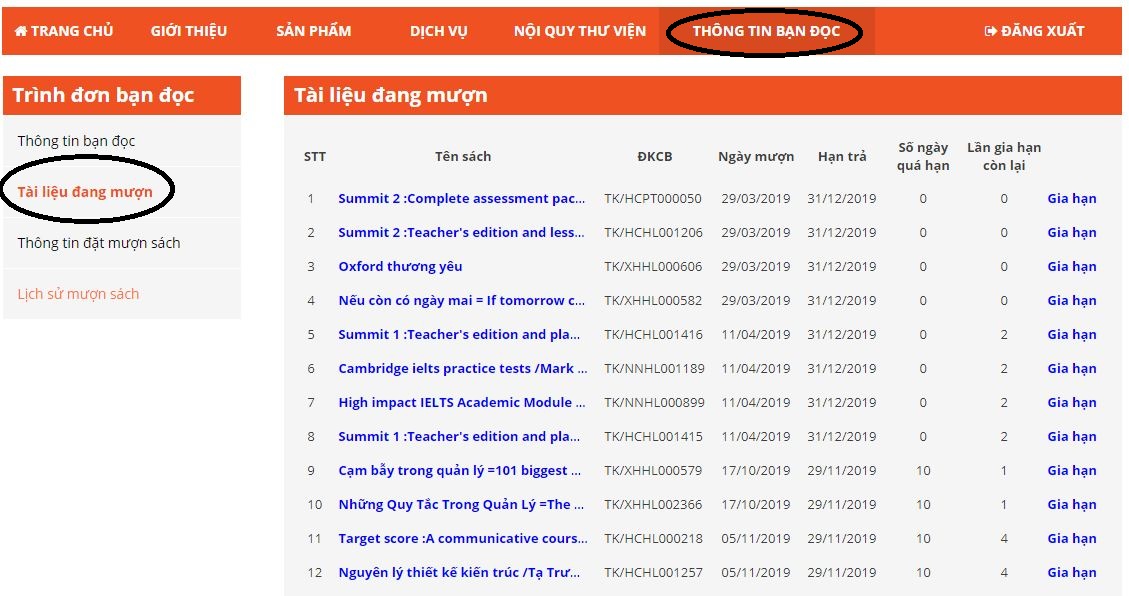 TRANG CHỦ GIỚI THIỆU SẢN PHẨM DỊCH VỤ NỘI QUY THƯ VIỆN THÔNG TIN BẠN ĐỌC ĐĂNG XUẤT
Trình đơn bạn đọc
Thông tin bạn đọc
Tài liệu đang mượn
Thông tin đặt mượn sách
Lịch sử mượn sách
Tài liệu đang mượn
STT Tên sách ĐKCB Ngày mượn Hạn trả Số ngày quá hạn Lần gia hạn còn lại
1 Summit 2 :Complete assessment pac... TK/HCPT000050 29/03/2019 31/12/2019 0 0 Gia hạn
2 Summit 2 :Teacher's edition and less... TK/HCHL001206 29/03/2019 31/12/2019 0 0 Gia hạn
3 Oxford thương yêu TK/XHHL000606 29/03/2019 31/12/2019 0 0 Gia hạn
4 Nếu còn có ngày mai = If tomorrow c... TK/XHHL000582 29/03/2019 31/12/2019 0 0 Gia hạn
5 Summit 1 :Teacher's edition and pla... TK/HCHL001416 11/04/2019 31/12/2019 0 2 Gia hạn
6 Cambridge ielts practice tests /Mark ... TK/NNHL001189 11/04/2019 31/12/2019 0 2 Gia hạn
7 High impact IELTS Academic Module ... TK/NNHL000899 11/04/2019 31/12/2019 0 2 Gia hạn
8 Summit 1 :Teacher's edition and pla... TK/HCHL001415 11/04/2019 31/12/2019 0 2 Gia hạn
9 Cạm bẫy trong quản lý =101 biggest ... TK/XHHL000579 17/10/2019 29/11/2019 10 1 Gia hạn
10 Những Quy Tắc Trong Quản Lý =The ... TK/XHHL002366 17/10/2019 29/11/2019 10 1 Gia hạn
11 Target score :A communicative cours... TK/HCHL000218 05/11/2019 29/11/2019 10 4 Gia hạn
12 Nguyên lý thiết kế kiến trúc /Tạ Trư... TK/HCHL001257 05/11/2019 29/11/2019 10 4 Gia hạn